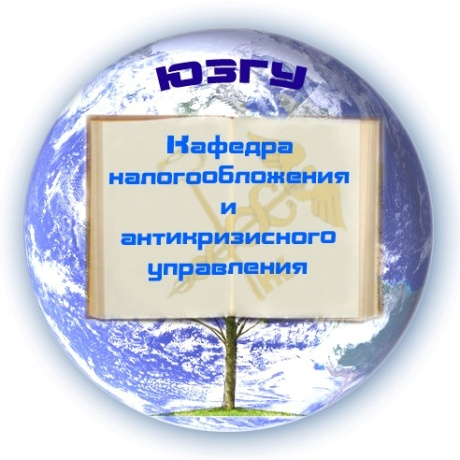 ЮЗГУ
Кафедра
налогообложения
и
антикризисного
управления